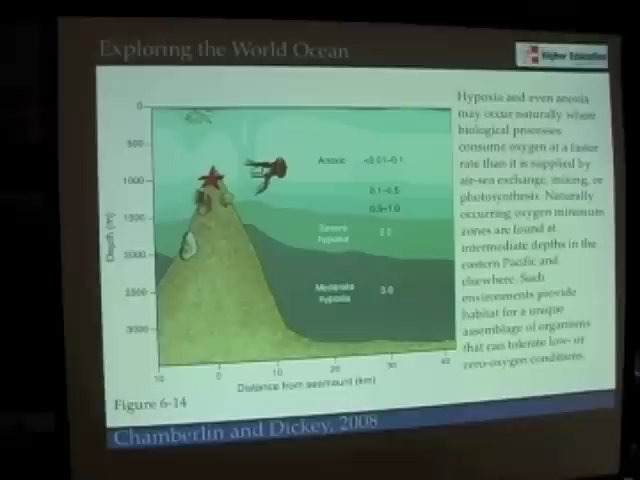 Exploring the World Ocean
Higher Education
Hypoxia and even anoxia
may occur naturally where
biological processes
consume oxygen at a faster
rate than it is supplied by
air-sea exchange, mixing, or
photosynthesis. Naturally
occurring oxygen minimum
zones are found at
intermediate depths in the
eastern Pacific and
elsewhere. Such
environments provide
habitat for a unique
assemblage of organisms
that can tolerate low- or
zero-oxygen conditions.
Depth (m)
0
500
1000
1500
2000
2500
3000
Anoxic <0.01–0.1
0.1–0.5
0.5–1.0
Severe
hypoxia
Moderate
hypoxia
10 0 10 20 30 40
Distance from seamount (km)
Figure 6-14
Chamberlin and Dickey, 2008